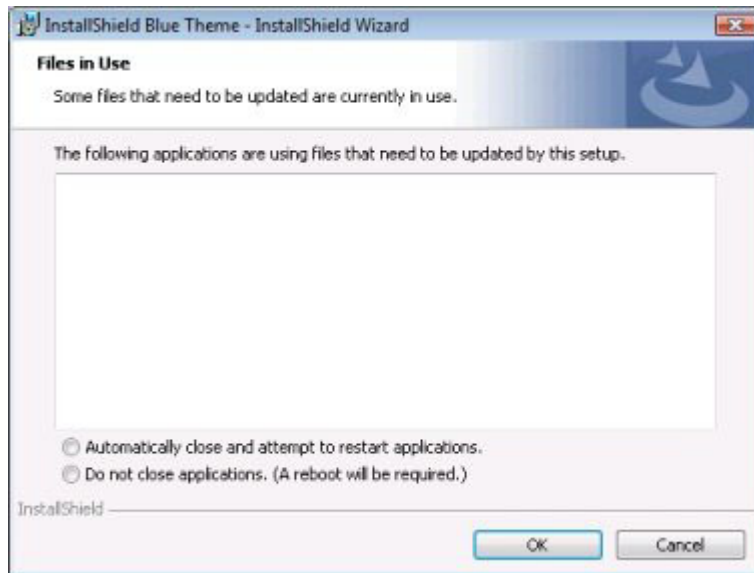 InstallShield Blue Theme - InstallShield Wizard
Files in Use
Some files that need to be updated are currently in use.
The following applications are using files that need to be updated by this setup.
Automatically close and attempt to restart applications.
Do not close applications. (A reboot will be required.)
InstallShield
OK
Cancel